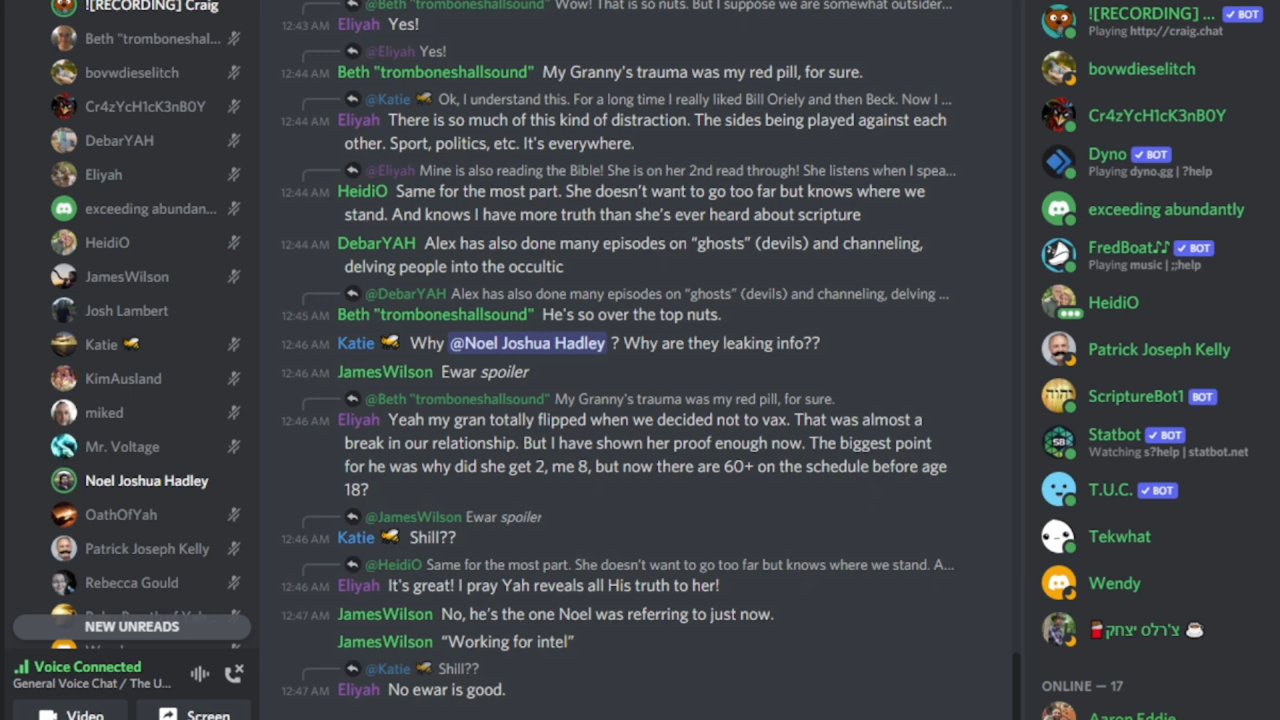 ![RECORDING] Craig
Beth "tromboneshal...
bovwdieselitch
Cr4zYcH1cK3nB0Y
DebarYAH
Eliyah
exceeding abundan...
HeidiO
JamesWilson
Josh Lambert
Katie
KimAusland
miked
Mr. Voltage
Noel Joshua Hadley
OathOfYah
Patrick Joseph Kelly
Rebecca Gould
NEW UNREADS
Voice Connected
General Voice Chat / The U...
Video
Screen
@Beth "tromboneshallsound" Wow! That is so nuts. But I suppose we are somewhat outsider...
12:43 AM Eliyah Yes!
@Eliyah Yes!
12:44 AM Beth "tromboneshallsound" My Granny's trauma was my red pill, for sure.
@Katie Ok, I understand this. For a long time I really liked Bill Oriely and then Beck. Now I ...
12:44 AM Eliyah There is so much of this kind of distraction. The sides being played against each
other. Sport, politics, etc. It's everywhere.
@Eliyah Mine is also reading the Bible! She is on her 2nd read through! She listens when I spea...
12:44 AM HeidiO Same for the most part. She doesn't want to go too far but knows where we
stand. And knows I have more truth than she's ever heard about scripture
12:44 AM DebarYAH Alex has also done many episodes on “ghosts” (devils) and channeling,
delving people into the occultic
@DebarYAH Alex has also done many episodes on “ghosts” (devils) and channeling, delving ...
12:45 AM Beth "tromboneshallsound" He's so over the top nuts.
12:46 AM Katie Why @Noel Joshua Hadley ? Why are they leaking info??
12:46 AM JamesWilson Ewar spoiler
@Beth "tromboneshallsound" My Granny's trauma was my red pill, for sure.
12:46 AM Eliyah Yeah my gran totally flipped when we decided not to vax. That was almost a
break in our relationship. But I have shown her proof enough now. The biggest point
for he was why did she get 2, me 8, but now there are 60+ on the schedule before age
18?
@JamesWilson Ewar spoiler
12:46 AM Katie Shill??
@HeidiO Same for the most part. She doesn't want to go too far but knows where we stand. A...
12:46 AM Eliyah It's great! I pray Yah reveals all His truth to her!
12:47 AM JamesWilson No, he's the one Noel was referring to just now.
JamesWilson “Working for intel”
@Katie Shill??
12:47 AM Eliyah No ewar is good.
![RECORDING] ... BOT
Playing http://craig.chat
bovwdieselitch
Cr4zYcH1cK3nB0Y
Dyno BOT
Playing dyno.gg | ?help
exceeding abundantly
FredBoat♪♪ BOT
Playing music | ;;help
HeidiO
Patrick Joseph Kelly
ScriptureBot1 BOT
Statbot BOT
Watching s?help | statbot.net
T.U.C. BOT
Tekwhat
Wendy
צ'רלס יצחק
ONLINE — 17
Aaron Eddie